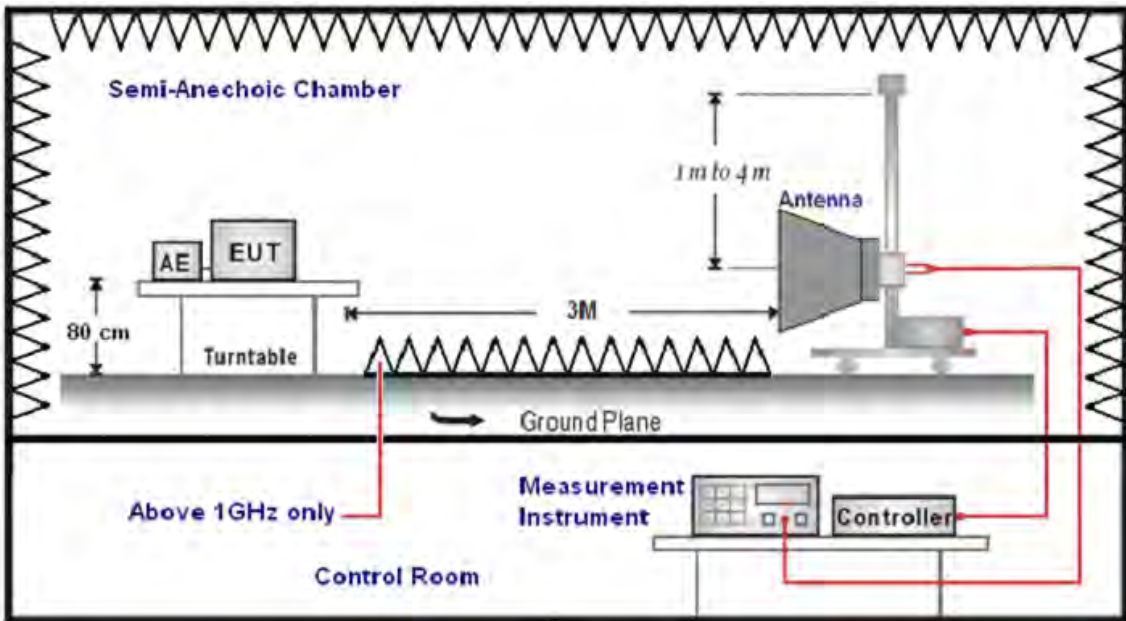 Semi-Anechoic Chamber
1 m to 4 m
Antenna
AE
EUT
3M
80 cm
Turntable
Ground Plane
Above 1GHz only
Measurement
Instrument
Controller
Control Room